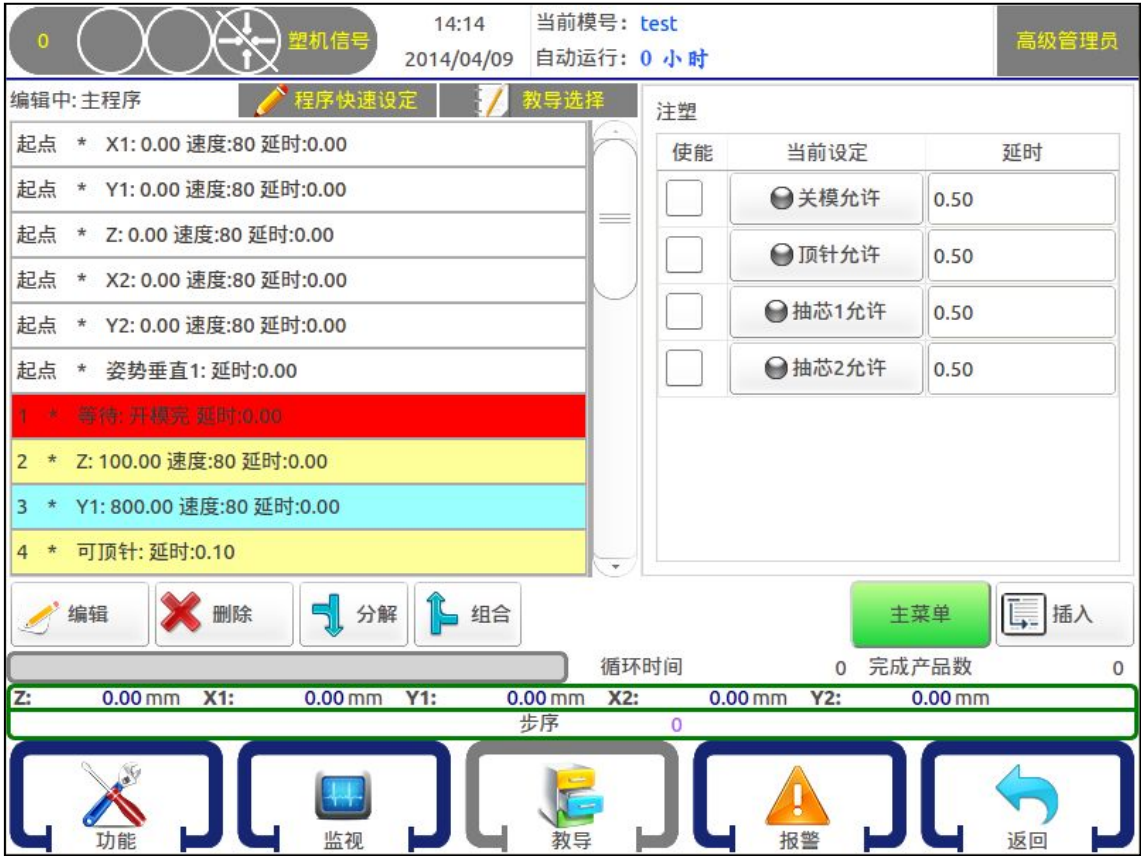 0 塑机信号 14:14 当前模号: test 高级管理员
2014/04/09 自动运行: 0 小时
编辑中: 主程序 程序快速设定 教导选择
起点 * X1: 0.00 速度:80 延时:0.00
起点 * Y1: 0.00 速度:80 延时:0.00
起点 * Z: 0.00 速度:80 延时:0.00
起点 * X2: 0.00 速度:80 延时:0.00
起点 * Y2: 0.00 速度:80 延时:0.00
起点 * 姿势垂直1: 延时:0.00
1 * 等待: 开模完 延时:0.00
2 * Z: 100.00 速度:80 延时:0.00
3 * Y1: 800.00 速度:80 延时:0.00
4 * 可顶针: 延时:0.10
注塑
使能 当前设定 延时
关模允许 0.50
顶针允许 0.50
抽芯1允许 0.50
抽芯2允许 0.50
编辑 删除 分解 组合 主菜单 插入
循环时间 0 完成产品数 0
Z: 0.00 mm X1: 0.00 mm Y1: 0.00 mm X2: 0.00 mm Y2: 0.00 mm
步序 0
功能 监视 教导 报警 返回